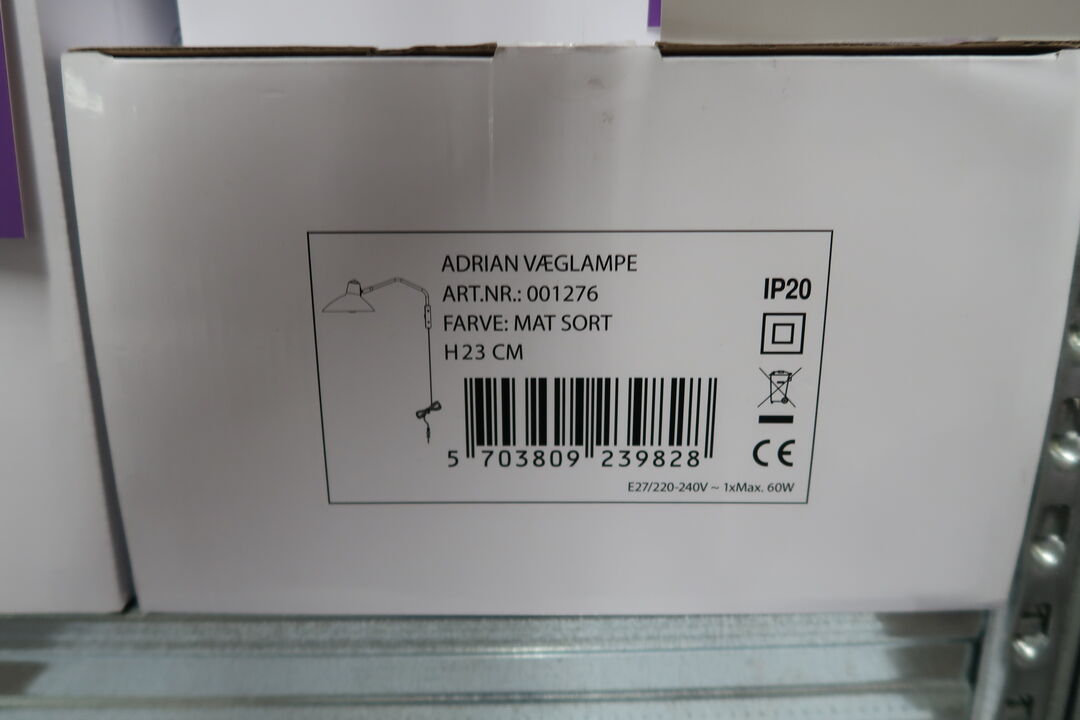 ADRIAN VÆGLAMPE
ART.NR.: 001276
FARVE: MAT SORT
H 23 CM
IP20
5 703809 239828
CE
E27/220-240V ~ 1xMax. 60W